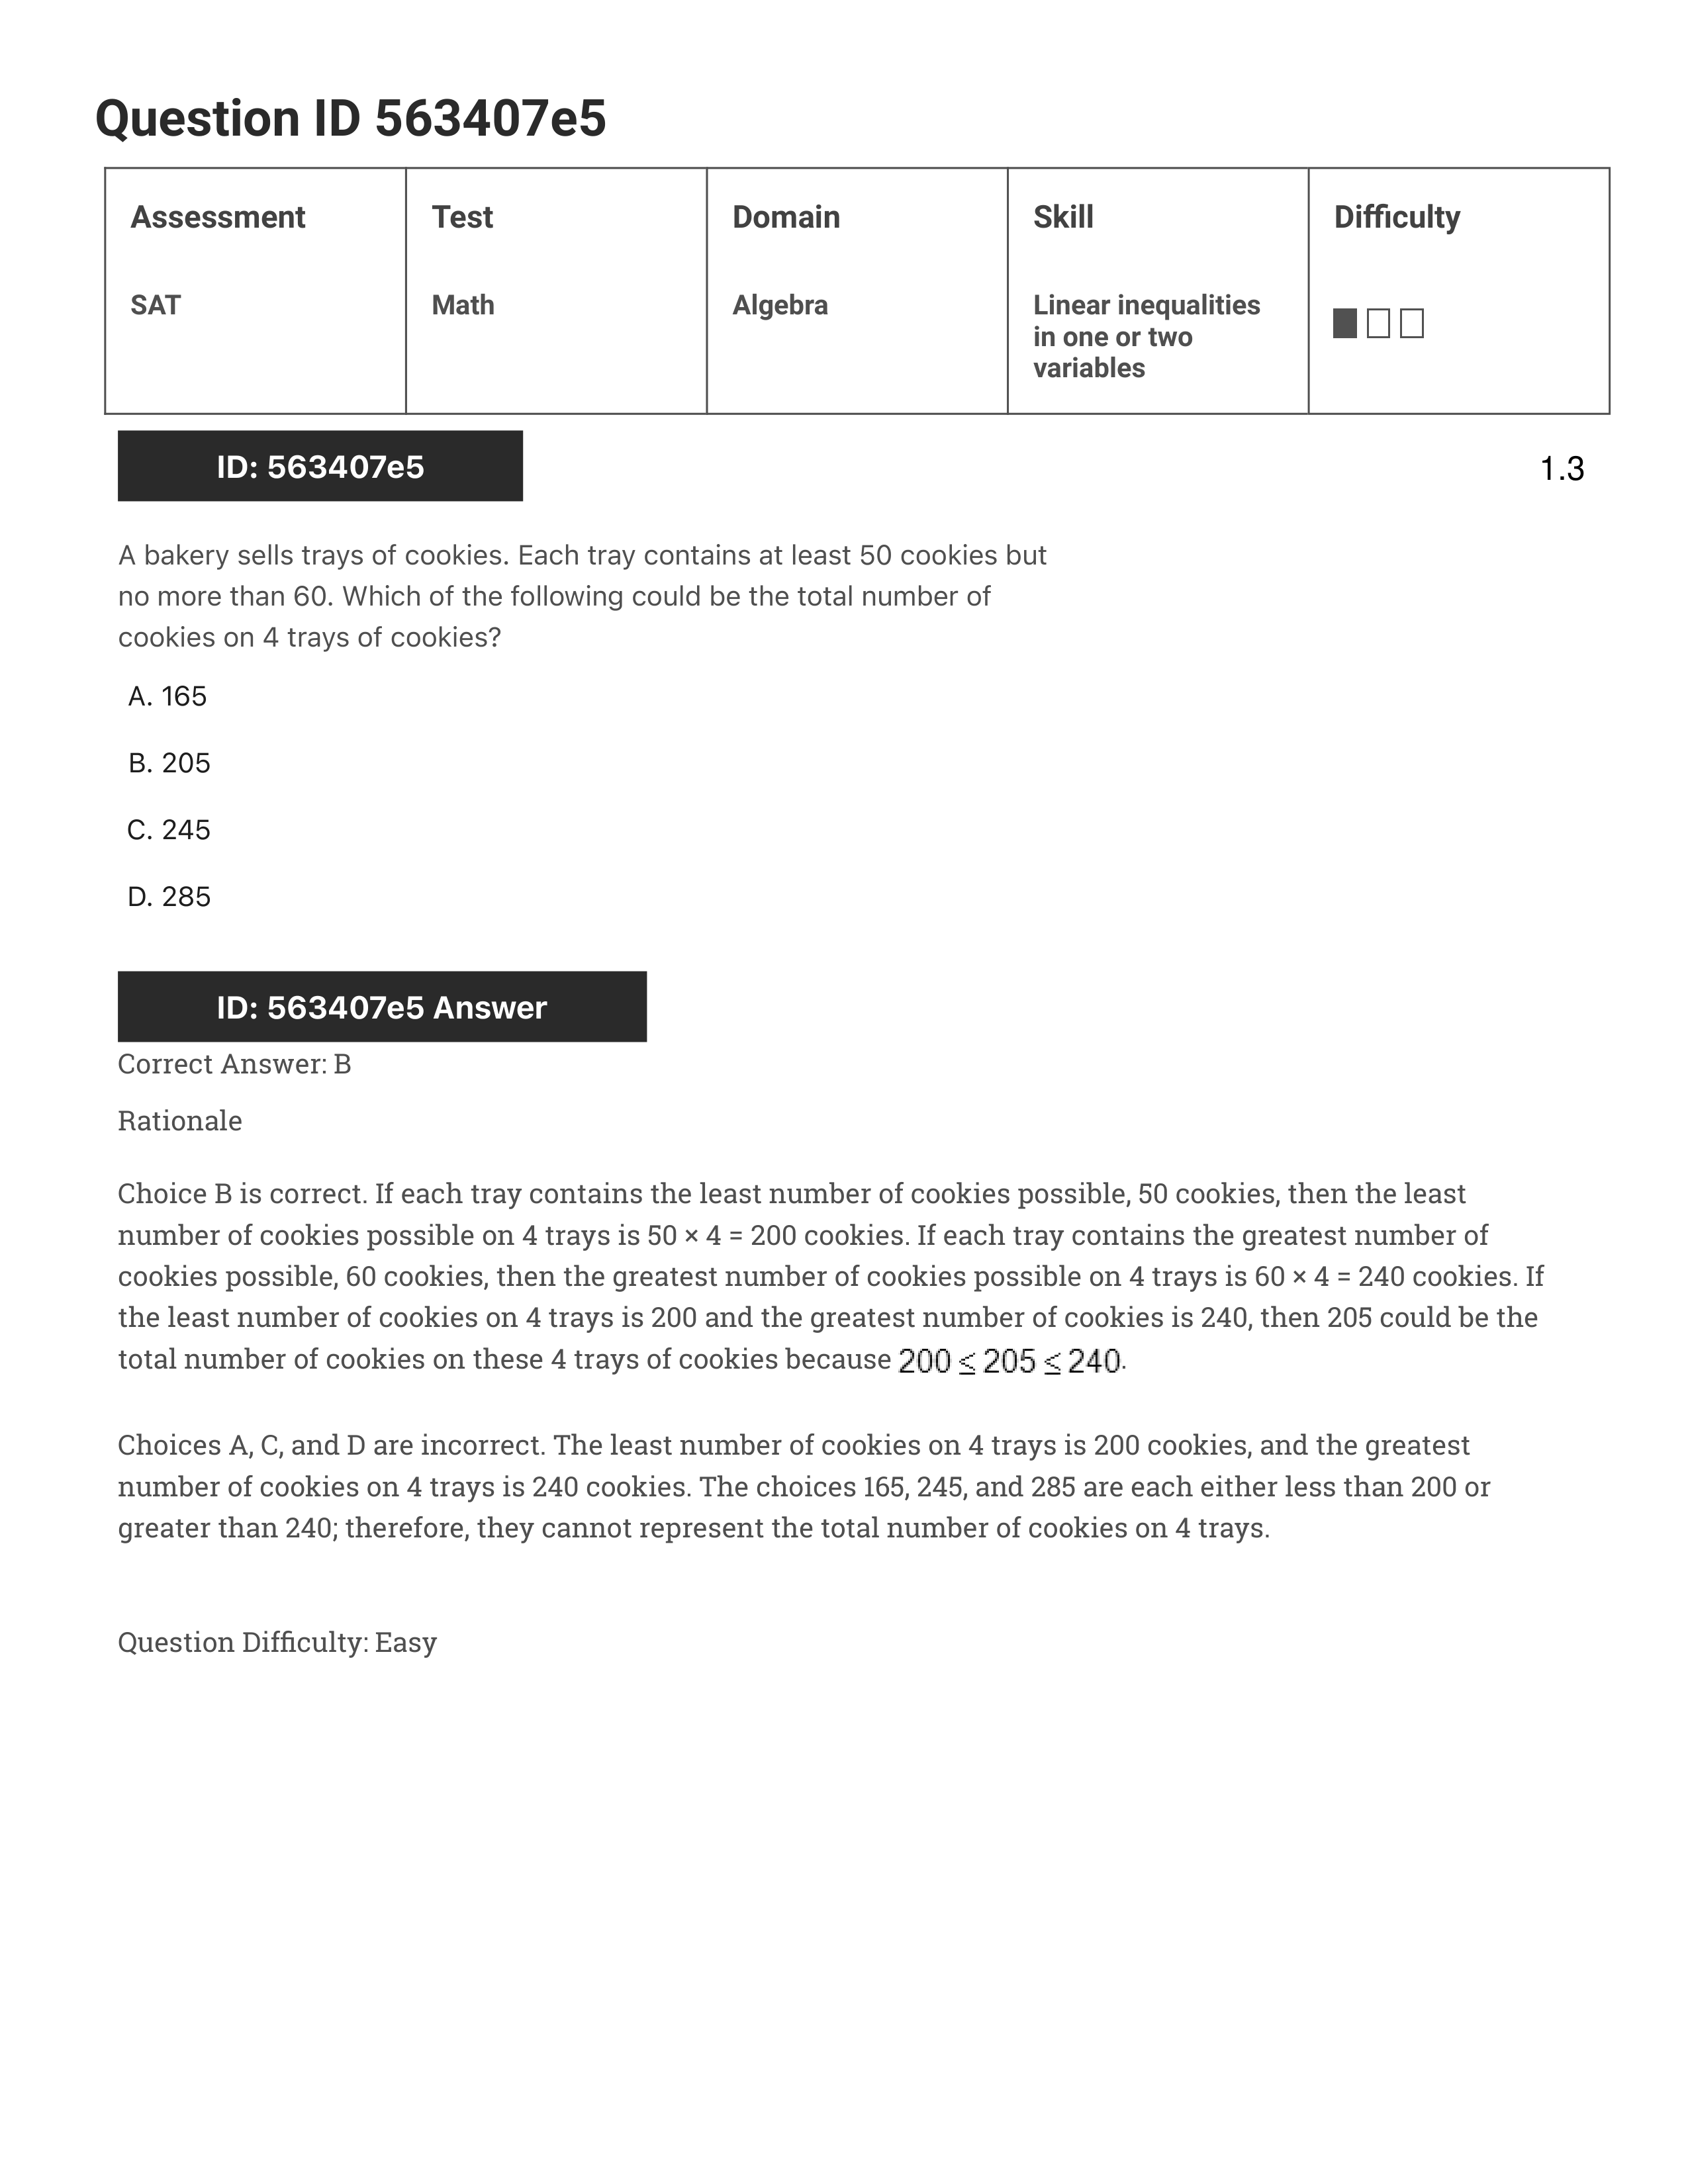 Question ID 563407e5
Assessment
Test
Domain
Skill
Difficulty
SAT
Math
Algebra
Linear inequalities
in one or two
variables
ID: 563407e5
1.3
A bakery sells trays of cookies. Each tray contains at least 50 cookies but
no more than 60. Which of the following could be the total number of
cookies on 4 trays of cookies?
A. 165
B. 205
C. 245
D. 285
ID: 563407e5 Answer
Correct Answer: B
Rationale
Choice B is correct. If each tray contains the least number of cookies possible, 50 cookies, then the least
number of cookies possible on 4 trays is 50 × 4 = 200 cookies. If each tray contains the greatest number of
cookies possible, 60 cookies, then the greatest number of cookies possible on 4 trays is 60 × 4 = 240 cookies. If
the least number of cookies on 4 trays is 200 and the greatest number of cookies is 240, then 205 could be the
total number of cookies on these 4 trays of cookies because 200 ≤ 205 ≤ 240.
Choices A, C, and D are incorrect. The least number of cookies on 4 trays is 200 cookies, and the greatest
number of cookies on 4 trays is 240 cookies. The choices 165, 245, and 285 are each either less than 200 or
greater than 240; therefore, they cannot represent the total number of cookies on 4 trays.
Question Difficulty: Easy